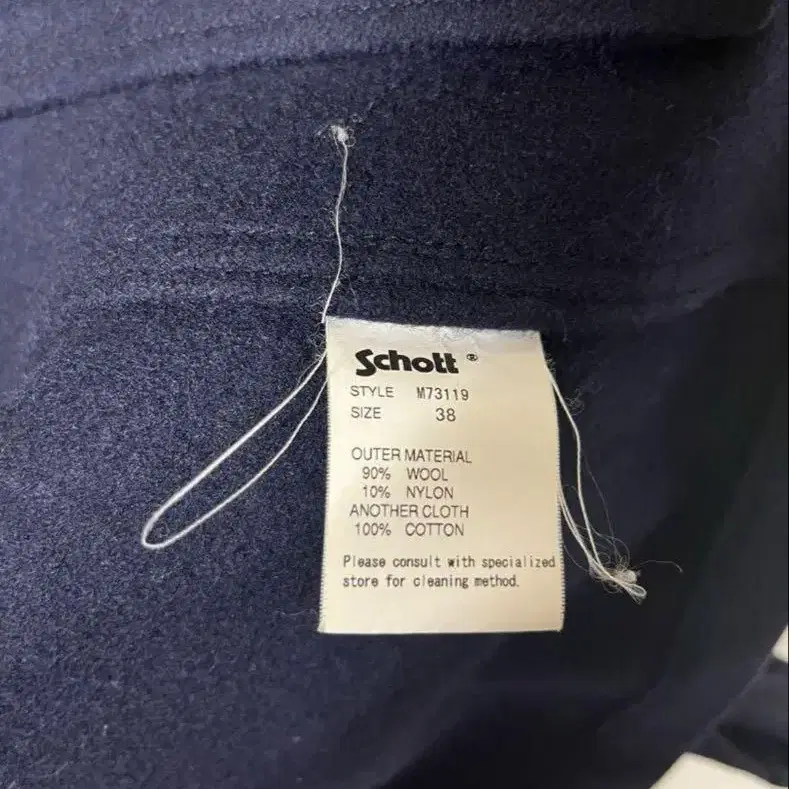 Schott ®
STYLE M73119
SIZE 38
OUTER MATERIAL
90% WOOL
10% NYLON
ANOTHER CLOTH
100% COTTON
Please consult with specialized
store for cleaning method.